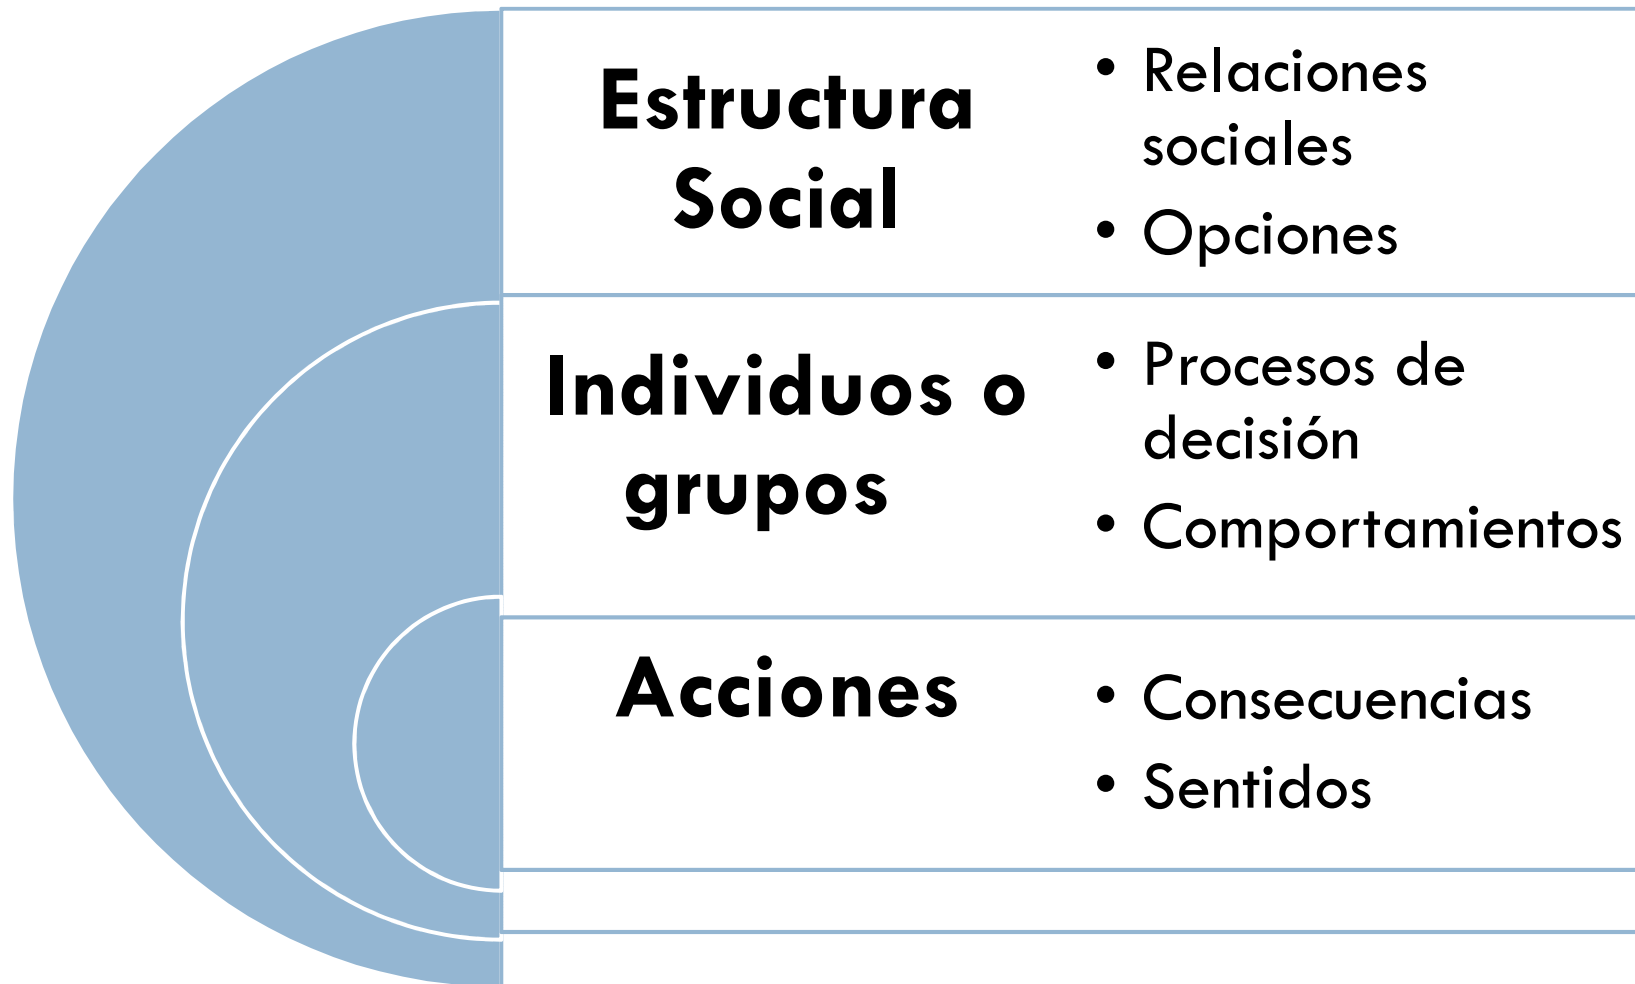 Estructura
Social
• Relaciones
sociales
• Opciones
Individuos o
grupos
• Procesos de
decisión
• Comportamientos
Acciones
• Consecuencias
• Sentidos